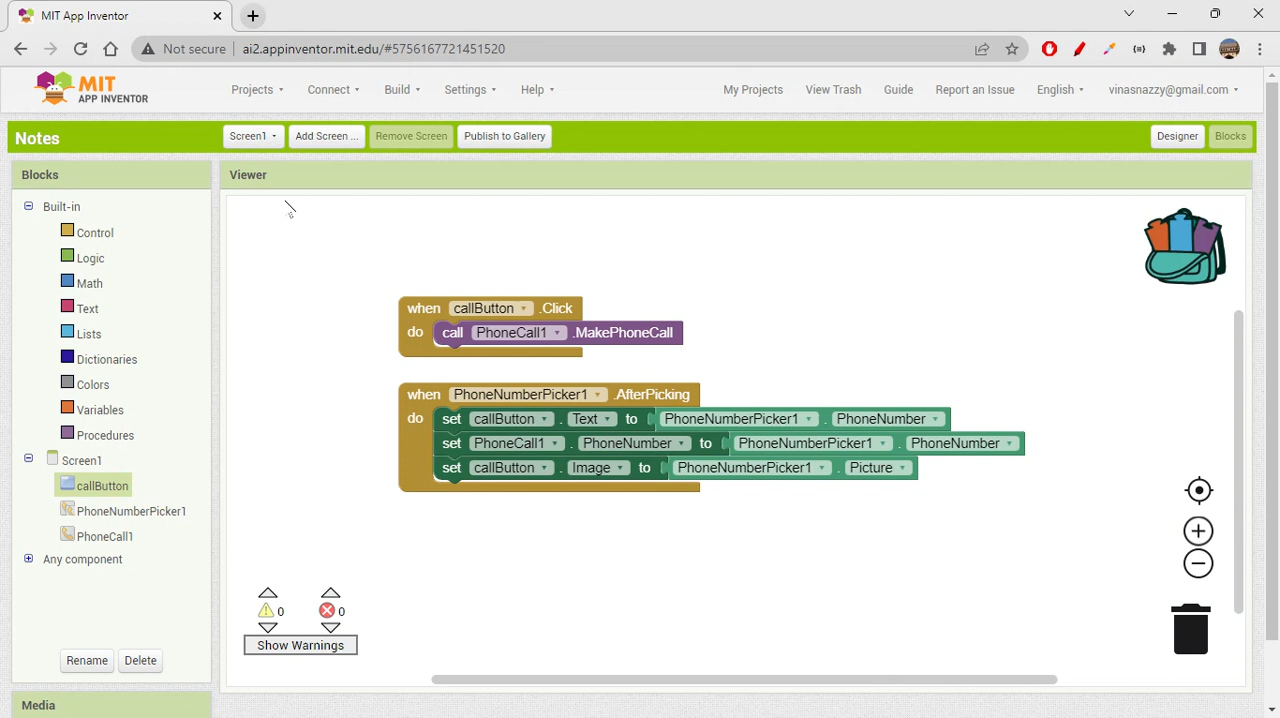 MIT App Inventor
Not secure ai2.appinventor.mit.edu/#5756167721451520
MIT
APP INVENTOR
Projects Connect Build Settings Help My Projects View Trash Guide Report an Issue English vinasnazzy@gmail.com
Notes Screen1 Add Screen ... Remove Screen Publish to Gallery Designer Blocks
Blocks
Viewer
Built-in
Control
Logic
Math
Text
Lists
Dictionaries
Colors
Variables
Procedures
Screen1
callButton
PhoneNumberPicker1
PhoneCall1
Any component
Rename Delete
Media
when callButton .Click
do call PhoneCall1 .MakePhoneCall
when PhoneNumberPicker1 .AfterPicking
do set callButton . Text to PhoneNumberPicker1 . PhoneNumber
set PhoneCall1 . PhoneNumber to PhoneNumberPicker1 . PhoneNumber
set callButton . Image to PhoneNumberPicker1 . Picture
0 0
Show Warnings